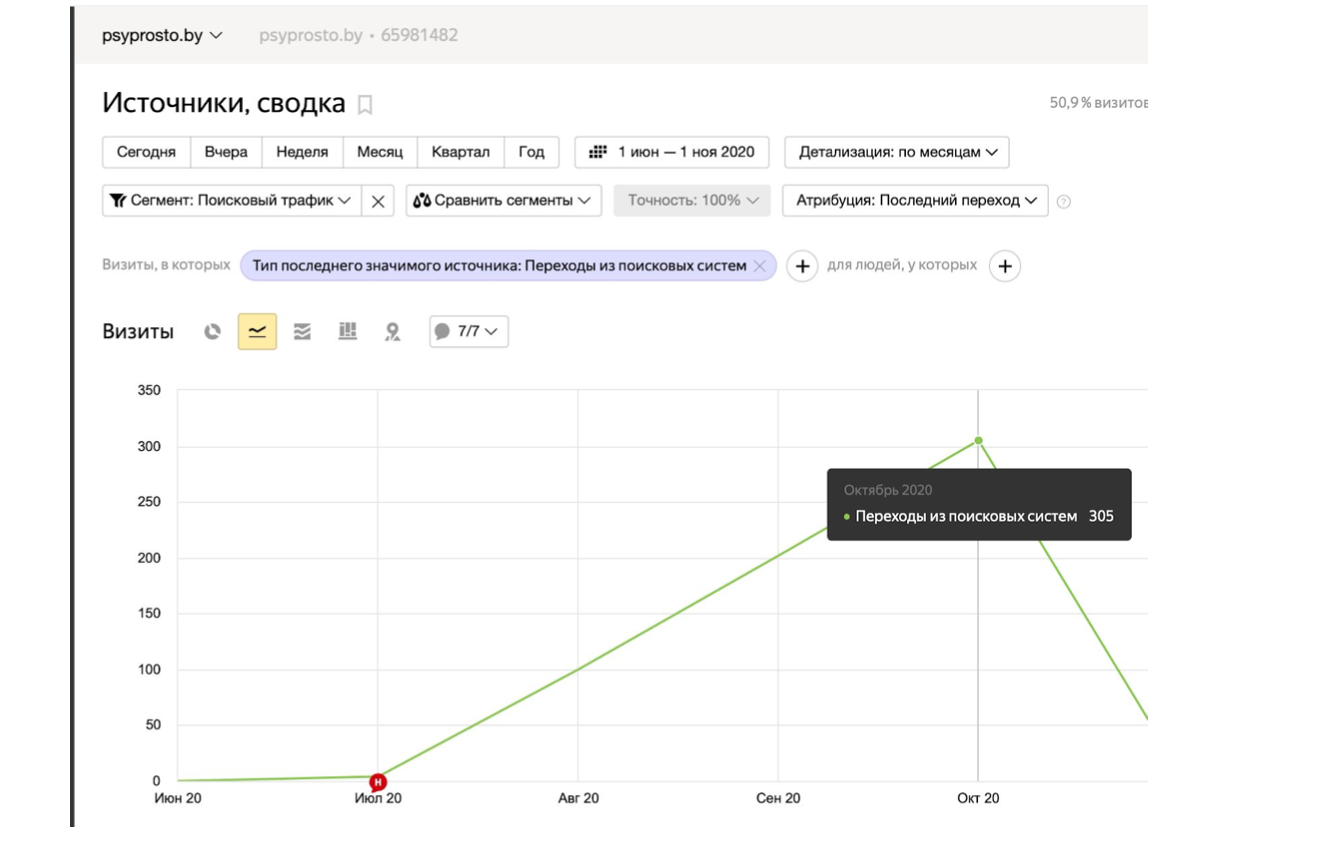 psyprosto.by psyprosto.by • 65981482
Источники, сводка
50,9 % визитов
Сегодня Вчера Неделя Месяц Квартал Год 1 июн — 1 ноя 2020 Детализация: по месяцам
Сегмент: Поисковый трафик Сравнить сегменты Точность: 100% Атрибуция: Последний переход ?
Визиты, в которых Тип последнего значимого источника: Переходы из поисковых систем + для людей, у которых +
Визиты 7/7
350
300
250
200
150
100
50
0
Октябрь 2020
• Переходы из поисковых систем 305
Н
Июн 20 Июл 20 Авг 20 Сен 20 Окт 20